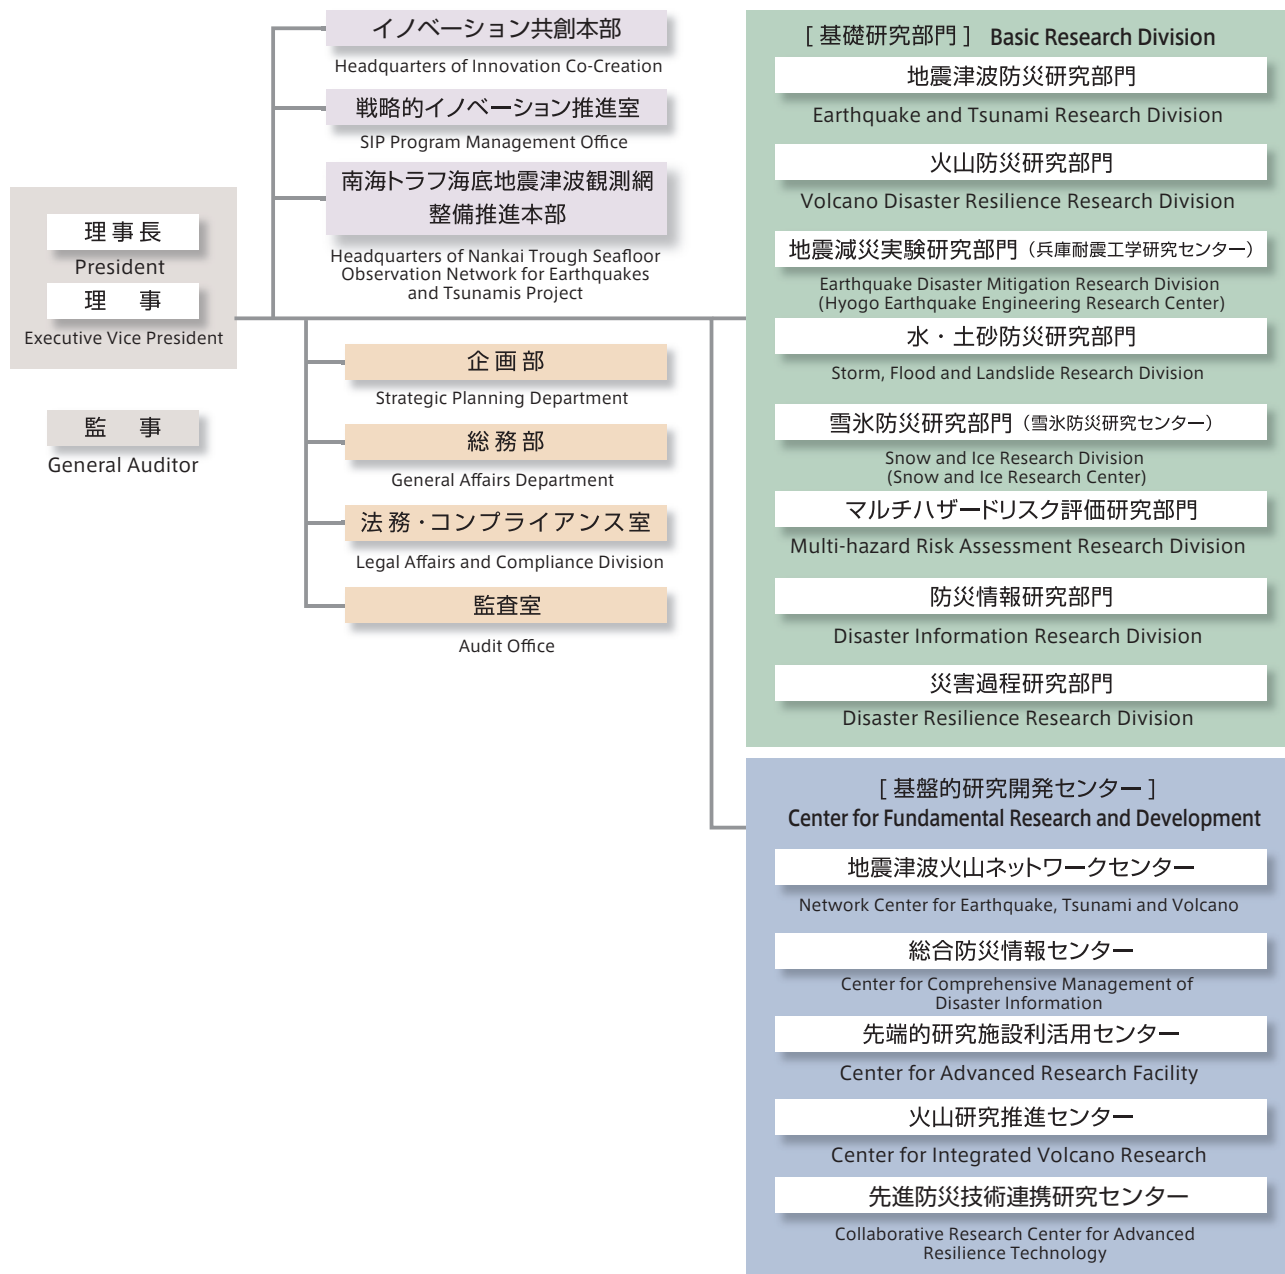 理事長
President
理　事
Executive Vice President
監　事
General Auditor
イノベーション共創本部
Headquarters of Innovation Co-Creation
戦略的イノベーション推進室
SIP Program Management Office
南海トラフ海底地震津波観測網
整備推進本部
Headquarters of Nankai Trough Seafloor
Observation Network for Earthquakes
and Tsunamis Project
企画部
Strategic Planning Department
総務部
General Affairs Department
法務・コンプライアンス室
Legal Affairs and Compliance Division
監査室
Audit Office
[ 基礎研究部門 ] Basic Research Division
地震津波防災研究部門
Earthquake and Tsunami Research Division
火山防災研究部門
Volcano Disaster Resilience Research Division
地震減災実験研究部門（兵庫耐震工学研究センター）
Earthquake Disaster Mitigation Research Division
(Hyogo Earthquake Engineering Research Center)
水・土砂防災研究部門
Storm, Flood and Landslide Research Division
雪氷防災研究部門（雪氷防災研究センター）
Snow and Ice Research Division
(Snow and Ice Research Center)
マルチハザードリスク評価研究部門
Multi-hazard Risk Assessment Research Division
防災情報研究部門
Disaster Information Research Division
災害過程研究部門
Disaster Resilience Research Division
[ 基盤的研究開発センター ]
Center for Fundamental Research and Development
地震津波火山ネットワークセンター
Network Center for Earthquake, Tsunami and Volcano
総合防災情報センター
Center for Comprehensive Management of
Disaster Information
先端的研究施設利活用センター
Center for Advanced Research Facility
火山研究推進センター
Center for Integrated Volcano Research
先進防災技術連携研究センター
Collaborative Research Center for Advanced
Resilience Technology